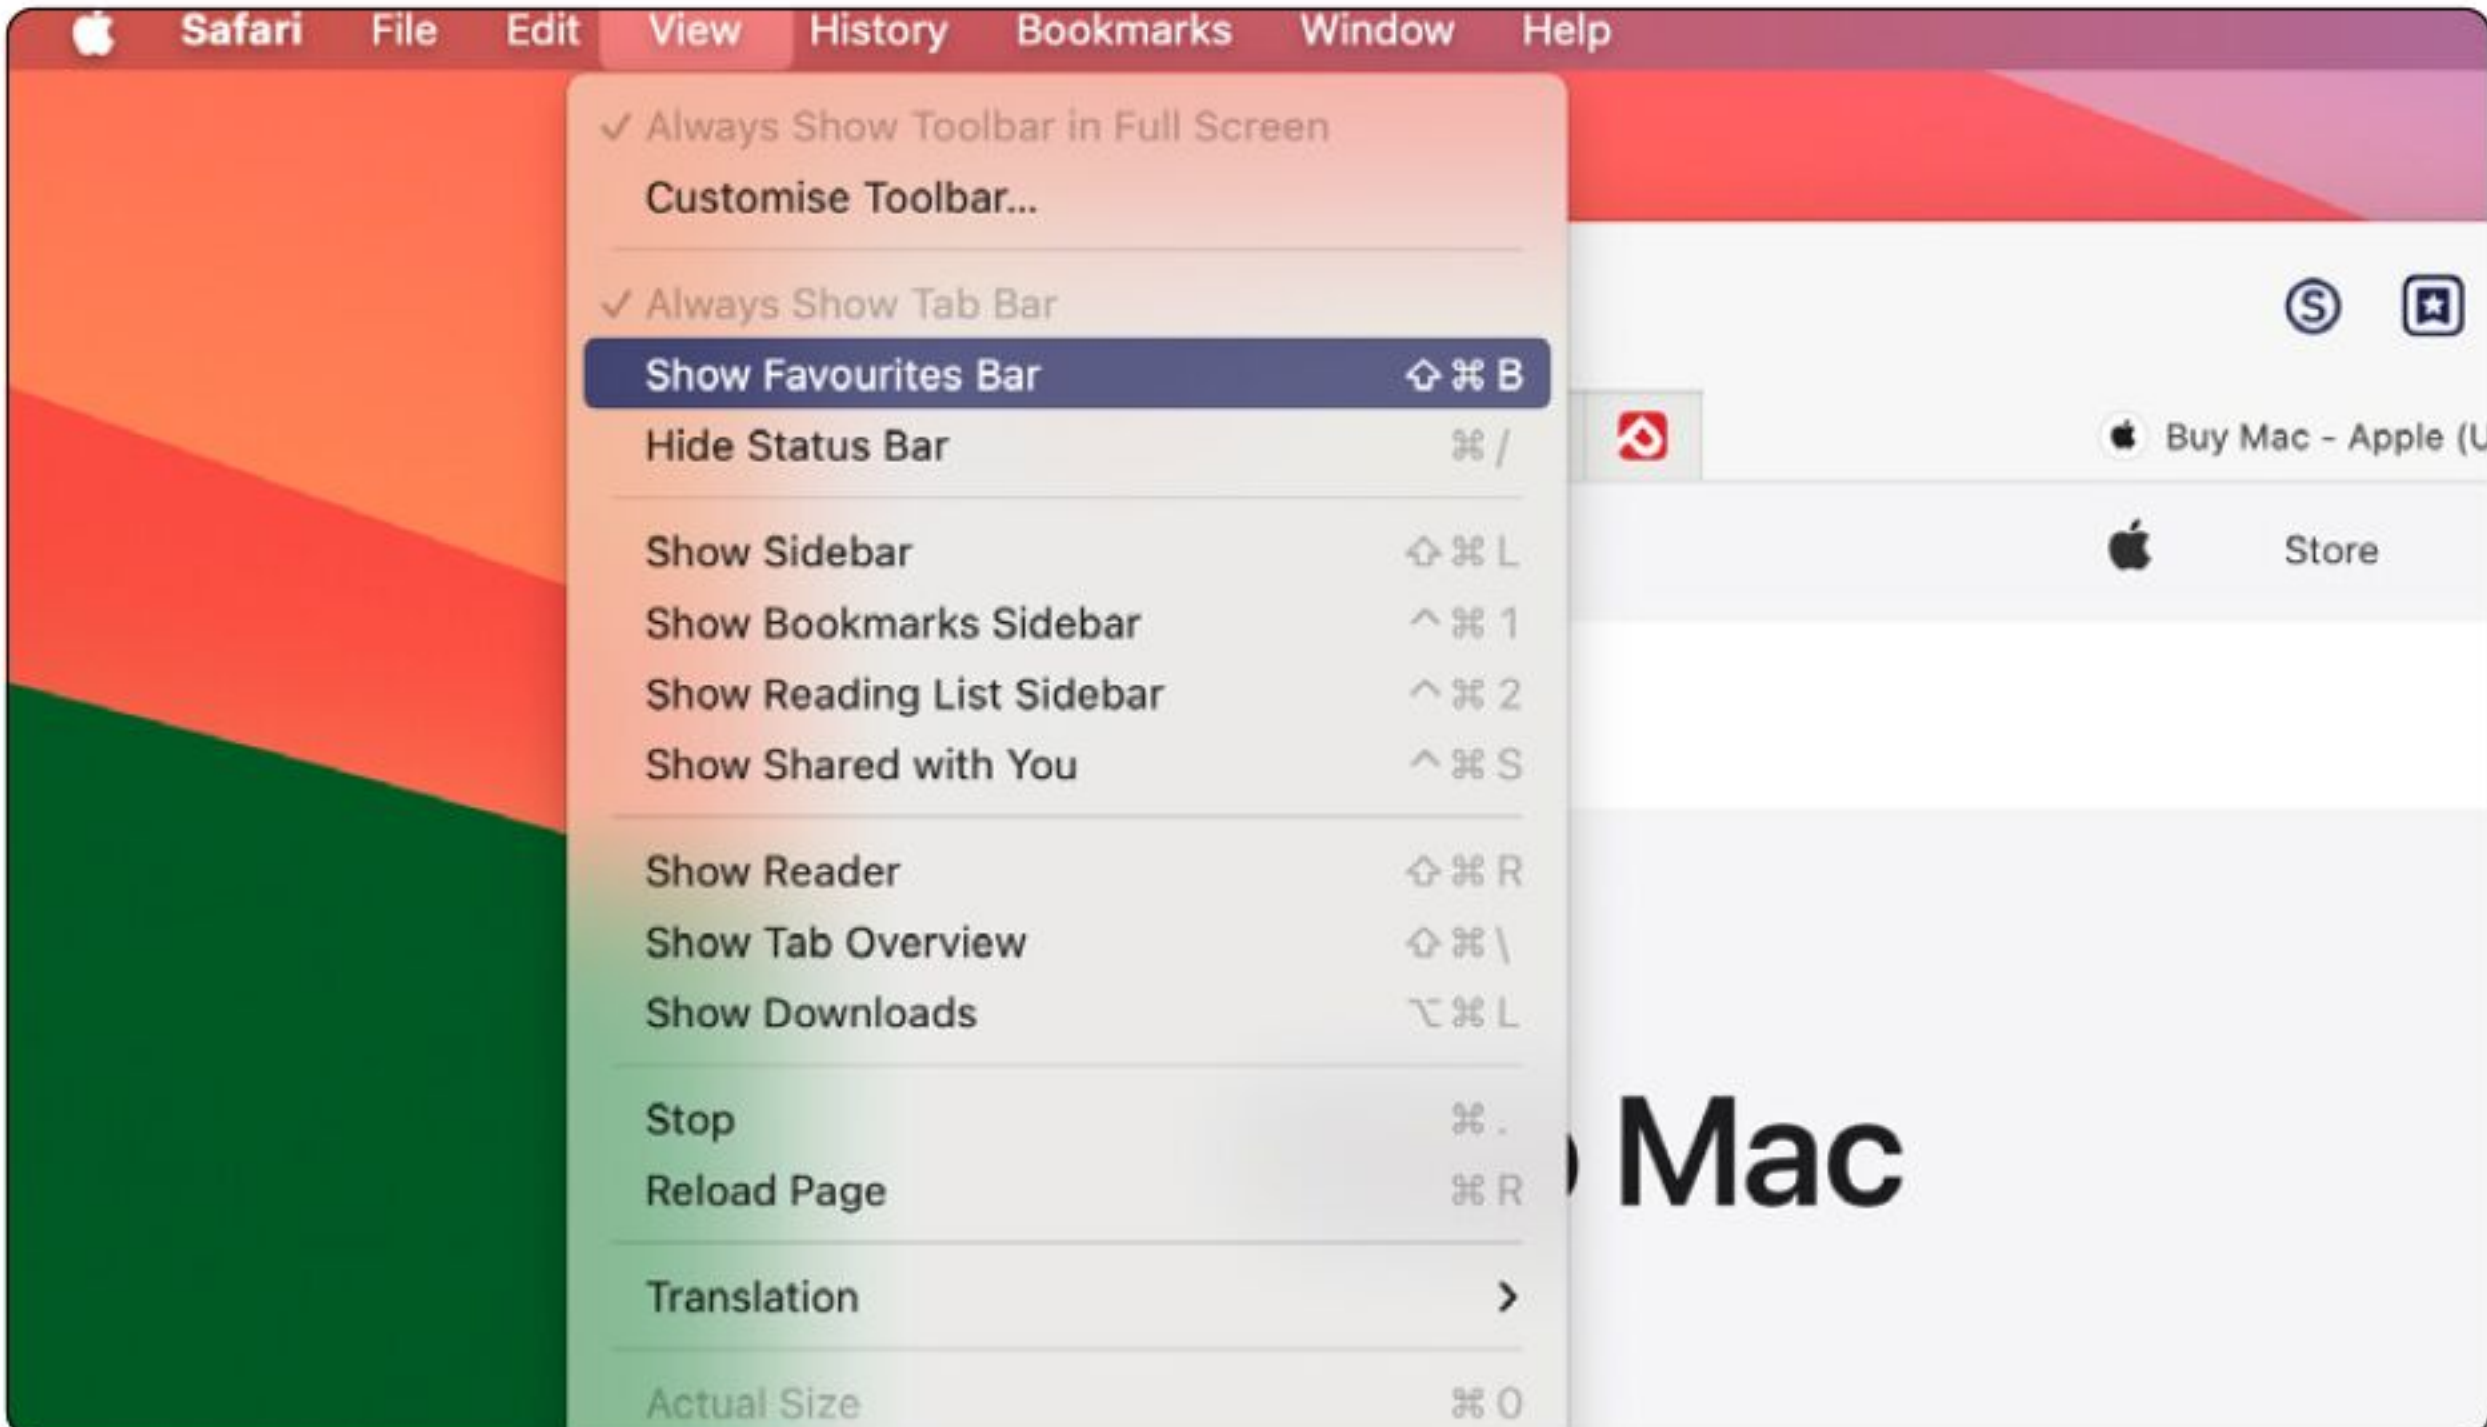 Safari File Edit View History Bookmarks Window Help
✓ Always Show Toolbar in Full Screen
Customise Toolbar...
✓ Always Show Tab Bar
Show Favourites Bar ⇧⌘B
Hide Status Bar ⌘/
Show Sidebar ⇧⌘L
Show Bookmarks Sidebar ^⌘1
Show Reading List Sidebar ^⌘2
Show Shared with You ^⌘S
Show Reader ⇧⌘R
Show Tab Overview ⇧⌘\
Show Downloads ⌥⌘L
Stop ⌘.
Reload Page ⌘R
Translation >
Actual Size ⌘0
S
Buy Mac - Apple (U
Store
Mac